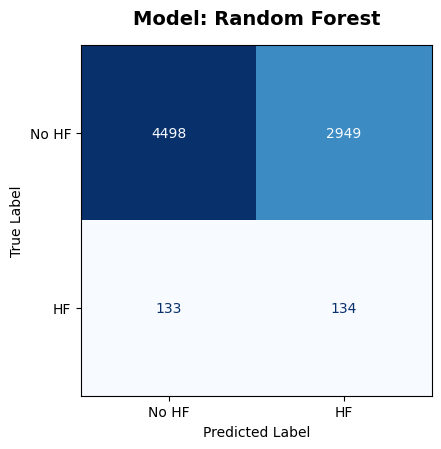 Model: Random Forest
True Label
No HF
4498
2949
HF
133
134
No HF
HF
Predicted Label